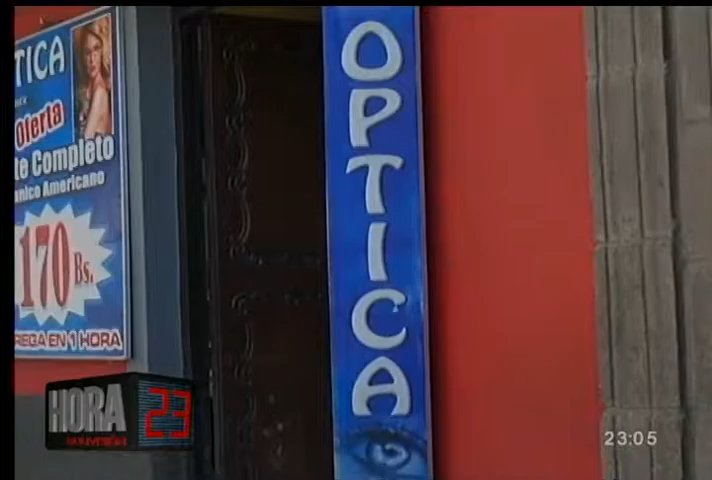 TICA
Oferta
te Completo
anico Americano
170 Bs.
REGA EN 1 HORA
OPTICA
HORA 23
23:05